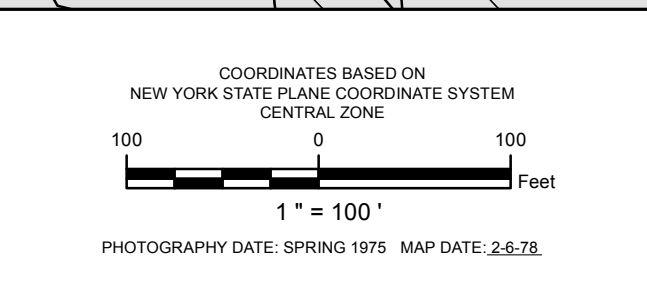 COORDINATES BASED ON
NEW YORK STATE PLANE COORDINATE SYSTEM
CENTRAL ZONE
100 0 100
Feet
1 " = 100 '
PHOTOGRAPHY DATE: SPRING 1975 MAP DATE: 2-6-78